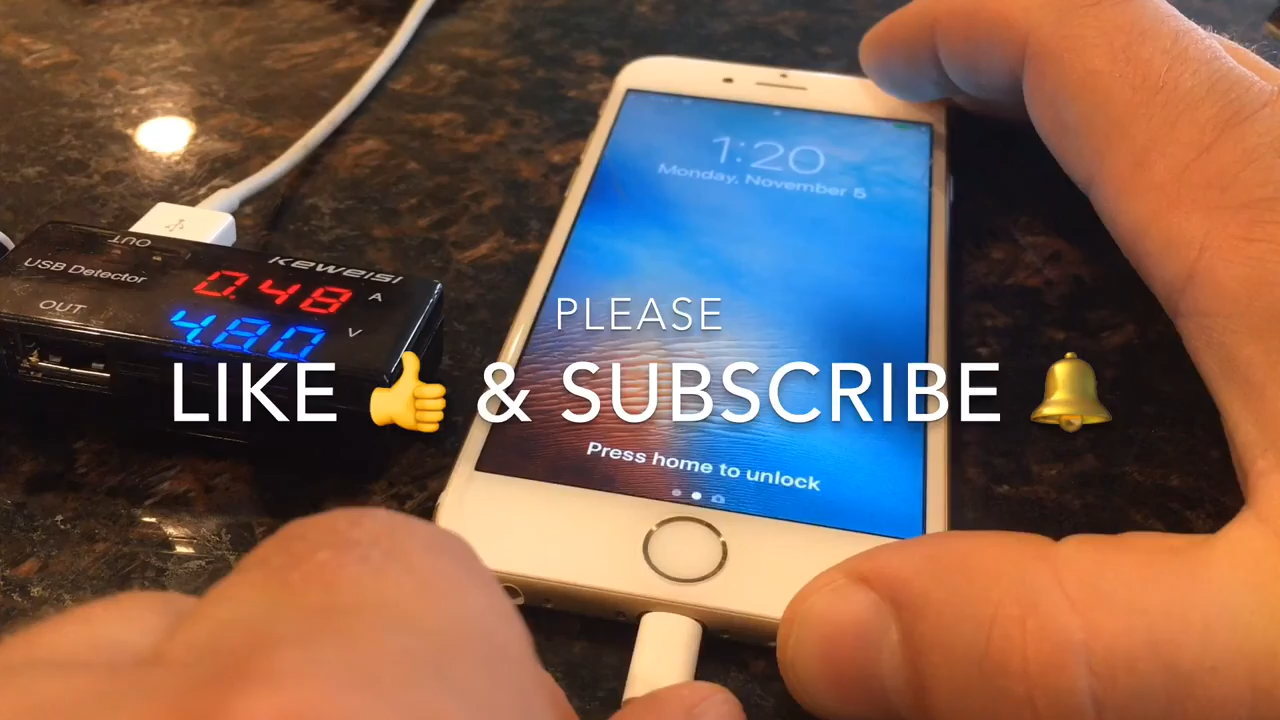 1:20
Monday, November 5
OUT
USB Detector
KEWEISI
0.48 A
OUT
4.80 V
PLEASE
LIKE 👍 & SUBSCRIBE 🔔
Press home to unlock